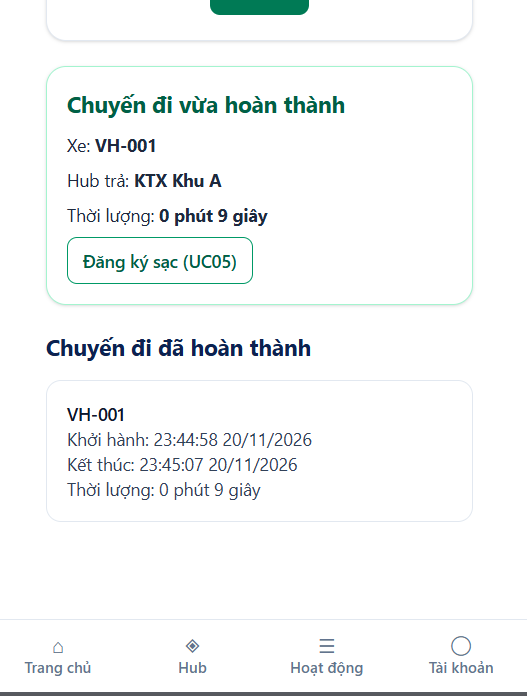 Chuyến đi vừa hoàn thành
Xe: VH-001
Hub trả: KTX Khu A
Thời lượng: 0 phút 9 giây
Đăng ký sạc (UC05)
Chuyến đi đã hoàn thành
VH-001
Khởi hành: 23:44:58 20/11/2026
Kết thúc: 23:45:07 20/11/2026
Thời lượng: 0 phút 9 giây
Trang chủ
Hub
Hoạt động
Tài khoản